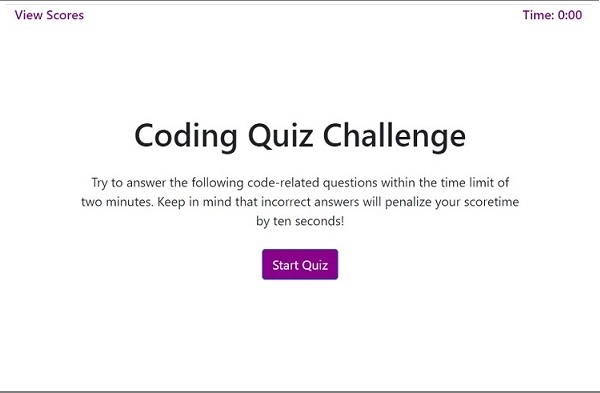 View Scores
Time: 0:00
Coding Quiz Challenge
Try to answer the following code-related questions within the time limit of
two minutes. Keep in mind that incorrect answers will penalize your scoretime
by ten seconds!
Start Quiz